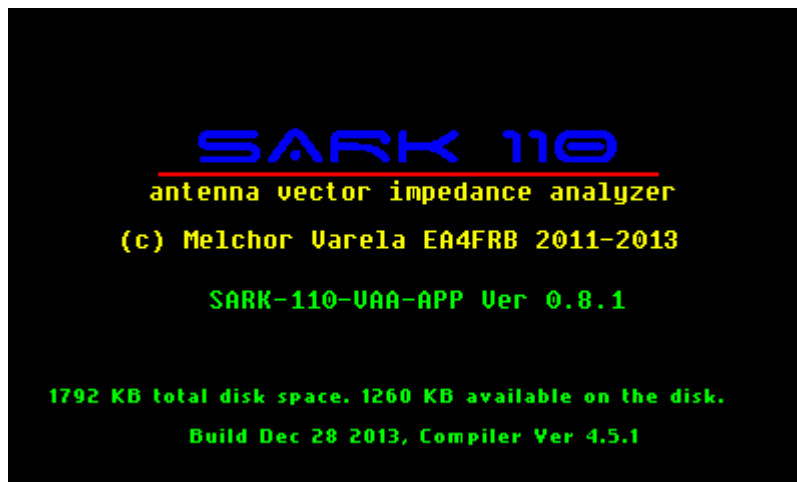 SARK 110
antenna vector impedance analyzer
(c) Melchor Varela EA4FRB 2011-2013
SARK-110-VAA-APP Ver 0.8.1
1792 KB total disk space. 1260 KB available on the disk.
Build Dec 28 2013, Compiler Ver 4.5.1